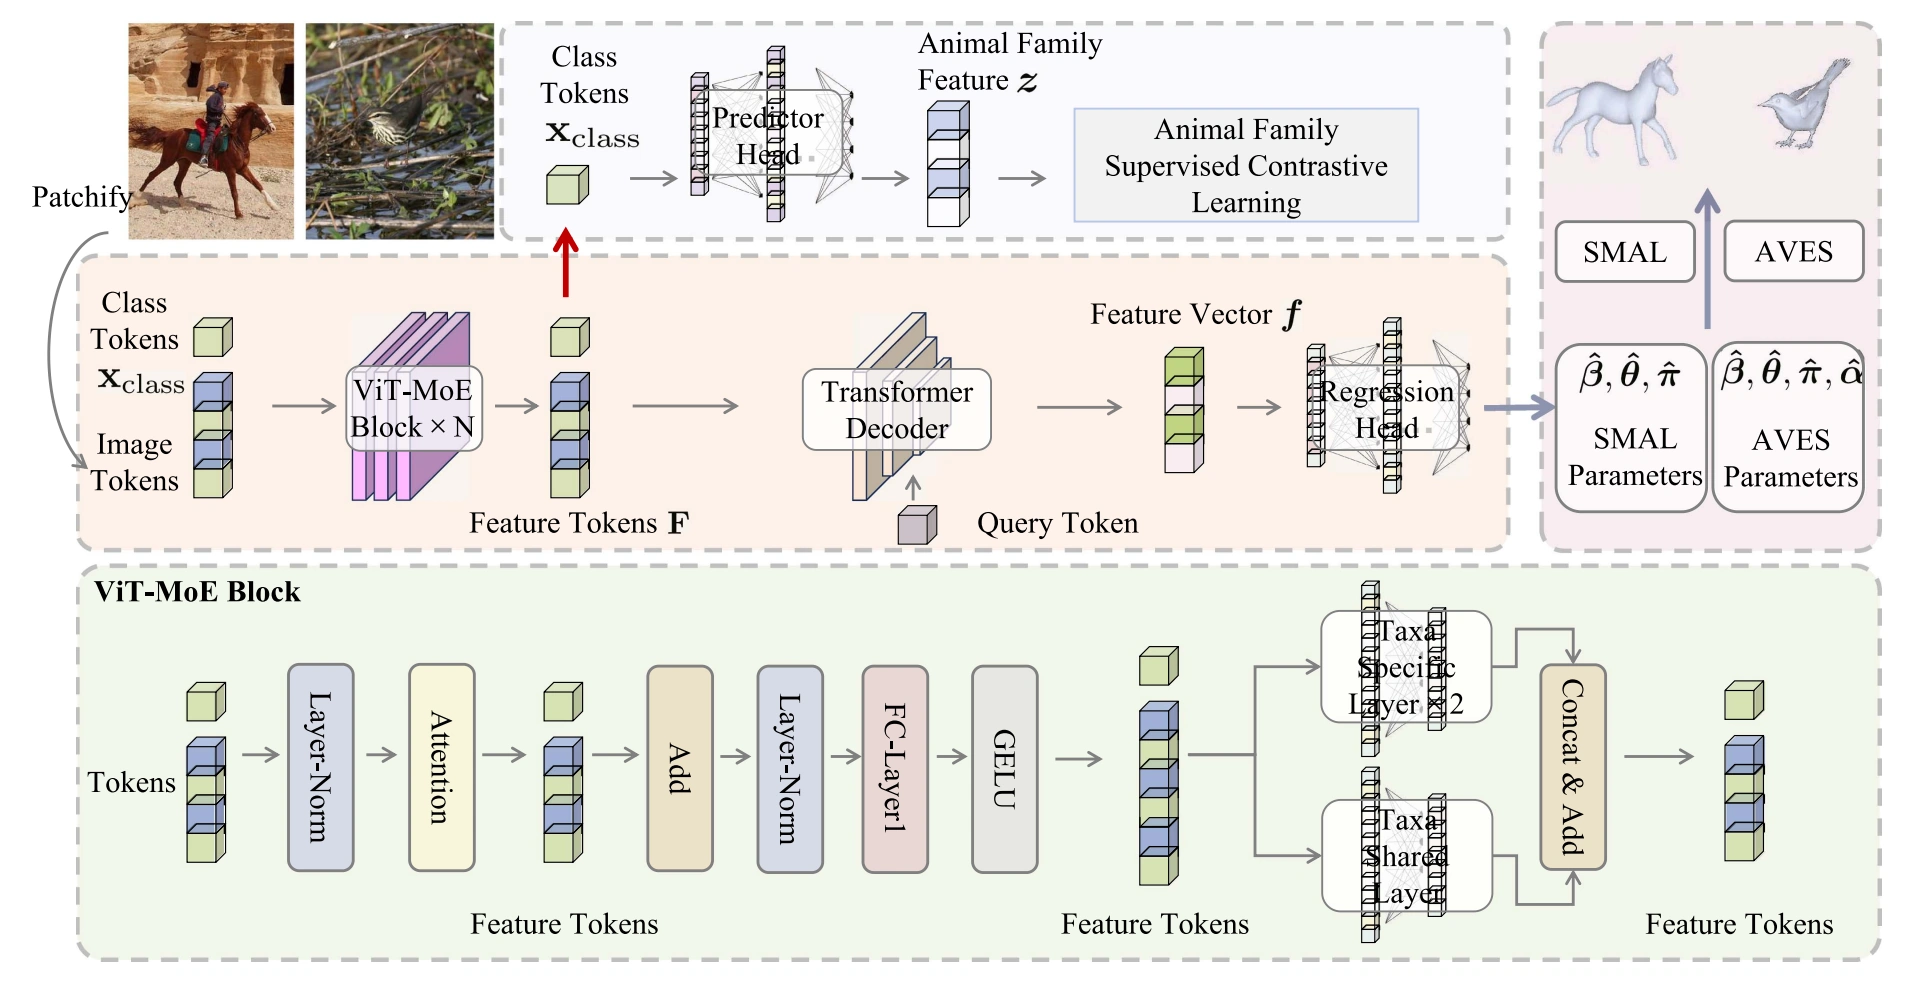 Patchify
Class
Tokens
x_class
Predictor
Head
Animal Family
Feature z
Animal Family
Supervised Contrastive
Learning
SMAL
AVES
Class
Tokens
x_class
Image
Tokens
ViT-MoE
Block × N
Feature Tokens F
Transformer
Decoder
Query Token
Feature Vector f
Regression
Head
β̂, θ̂, π̂
SMAL
Parameters
β̂, θ̂, π̂, α̂
AVES
Parameters
ViT-MoE Block
Tokens
Layer-Norm
Attention
Feature Tokens
Add
Layer-Norm
FC-Layer1
GELU
Feature Tokens
Taxa
Specific
Layer × 2
Taxa
Shared
Layer
Concat & Add
Feature Tokens